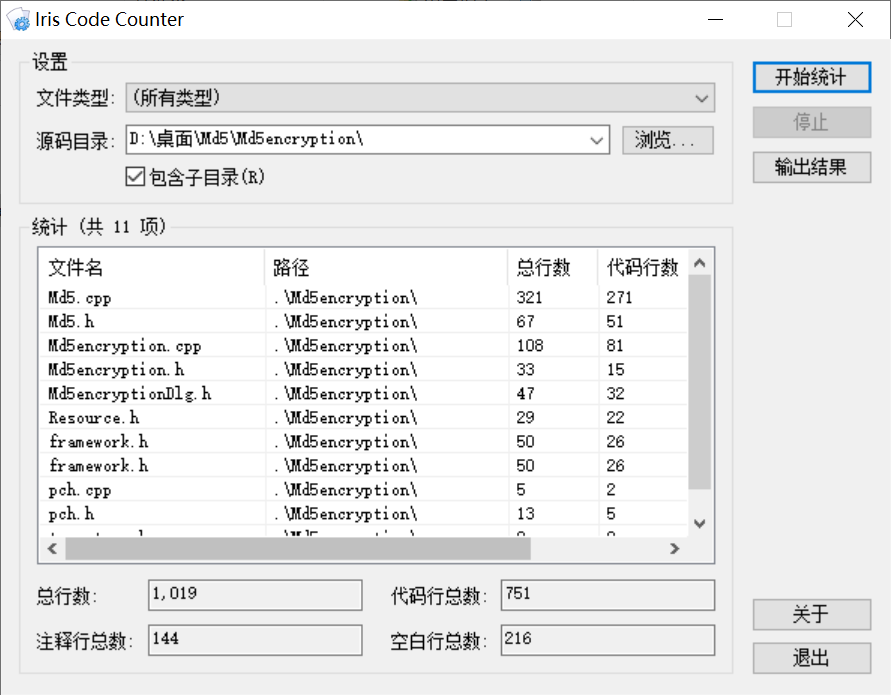 Iris Code Counter
设置
开始统计
文件类型: (所有类型)
停止
源码目录: D:\桌面\Md5\Md5encryption\ 浏览...
输出结果
包含子目录(R)
统计 (共 11 项)
文件名 路径 总行数 代码行数
Md5.cpp .\Md5encryption\ 321 271
Md5.h .\Md5encryption\ 67 51
Md5encryption.cpp .\Md5encryption\ 108 81
Md5encryption.h .\Md5encryption\ 33 15
Md5encryptionDlg.h .\Md5encryption\ 47 32
Resource.h .\Md5encryption\ 29 22
framework.h .\Md5encryption\ 50 26
framework.h .\Md5encryption\ 50 26
pch.cpp .\Md5encryption\ 5 2
pch.h .\Md5encryption\ 13 5
总行数: 1,019 代码行总数: 751
注释行总数: 144 空白行总数: 216
关于
退出